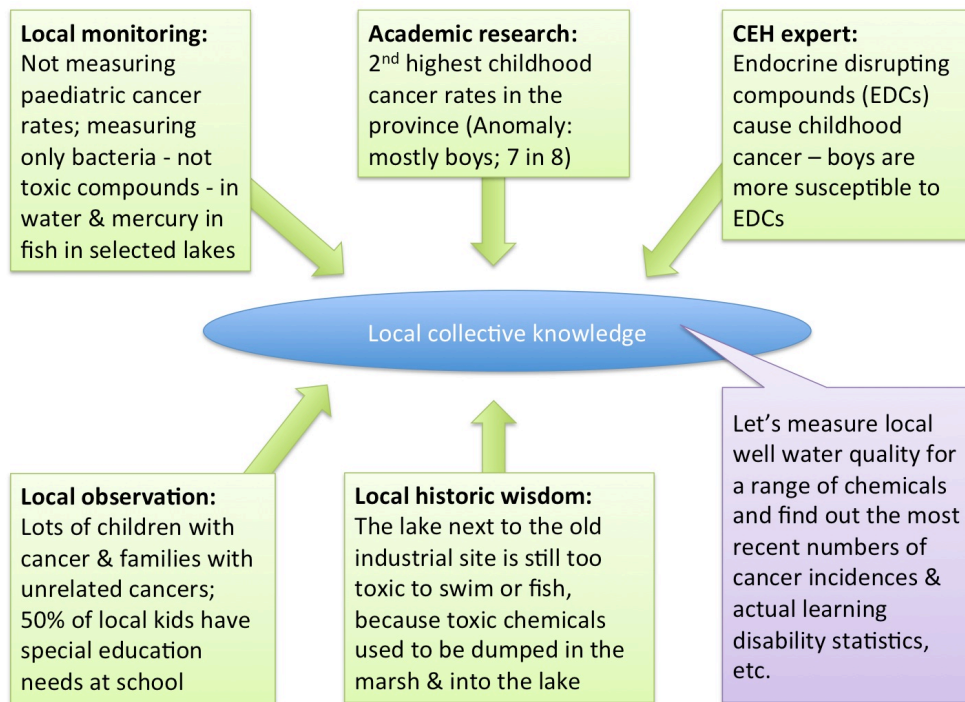 Local monitoring:
Not measuring
paediatric cancer
rates; measuring
only bacteria - not
toxic compounds - in
water & mercury in
fish in selected lakes
Academic research:
2nd highest childhood
cancer rates in the
province (Anomaly:
mostly boys; 7 in 8)
CEH expert:
Endocrine disrupting
compounds (EDCs)
cause childhood
cancer – boys are
more susceptible to
EDCs
Local collective knowledge
Local observation:
Lots of children with
cancer & families with
unrelated cancers;
50% of local kids have
special education
needs at school
Local historic wisdom:
The lake next to the old
industrial site is still too
toxic to swim or fish,
because toxic chemicals
used to be dumped in the
marsh & into the lake
Let’s measure local
well water quality for
a range of chemicals
and find out the most
recent numbers of
cancer incidences &
actual learning
disability statistics,
etc.